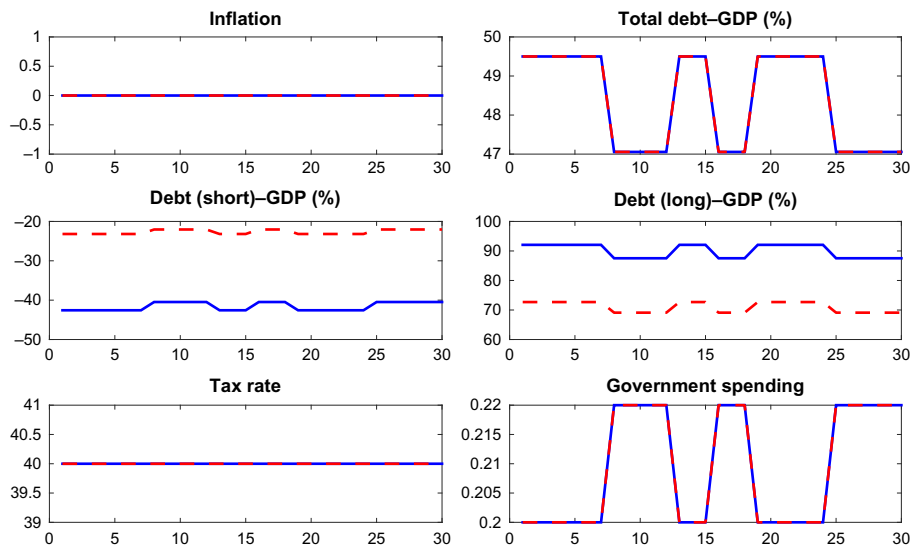 Inflation
1
0.5
0
–0.5
–1
0 5 10 15 20 25 30
Total debt–GDP (%)
50
49
48
47
0 5 10 15 20 25 30
Debt (short)–GDP (%)
–20
–30
–40
–50
0 5 10 15 20 25 30
Debt (long)–GDP (%)
100
90
80
70
60
0 5 10 15 20 25 30
Tax rate
41
40.5
40
39.5
39
0 5 10 15 20 25 30
Government spending
0.22
0.215
0.21
0.205
0.2
0 5 10 15 20 25 30